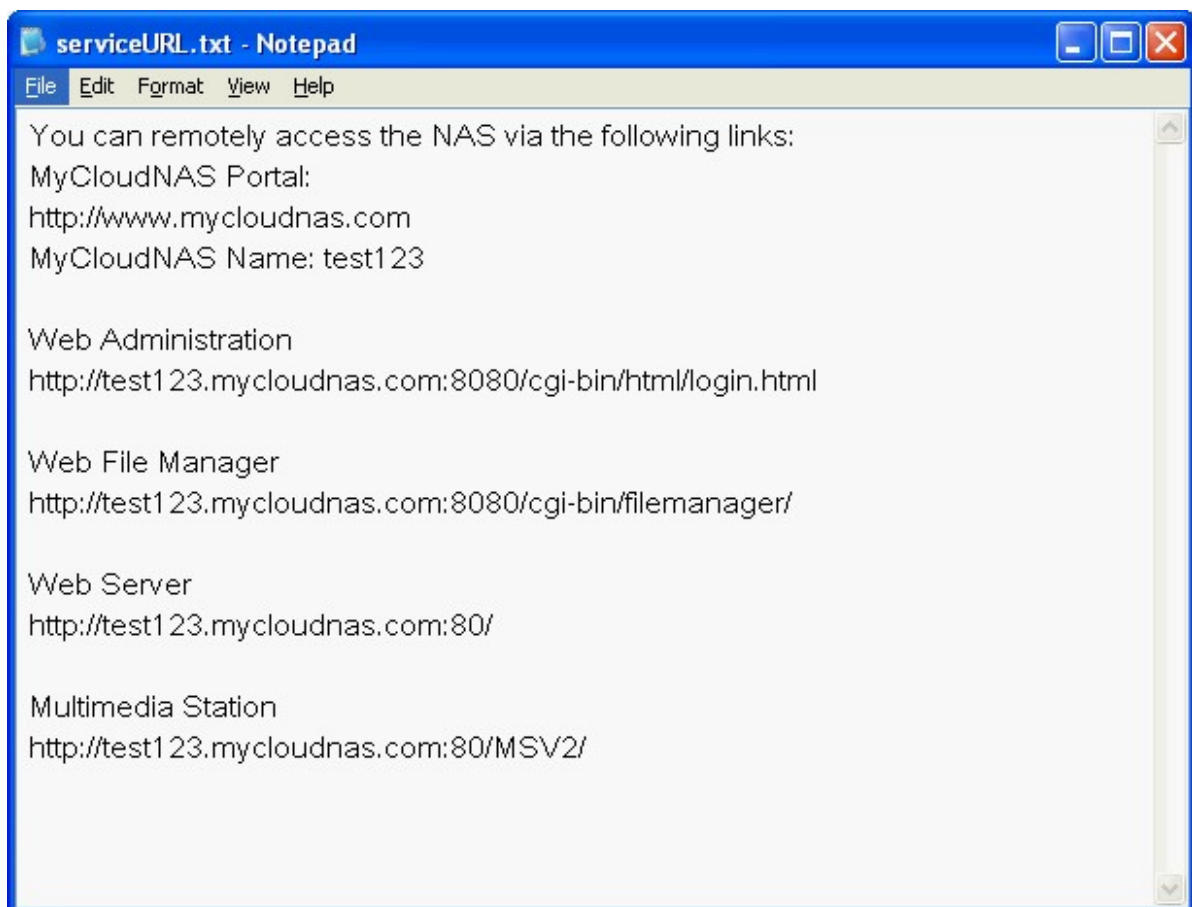 serviceURL.txt - Notepad
File Edit Format View Help
You can remotely access the NAS via the following links:
MyCloudNAS Portal:
http://www.mycloudnas.com
MyCloudNAS Name: test123
Web Administration
http://test123.mycloudnas.com:8080/cgi-bin/html/login.html
Web File Manager
http://test123.mycloudnas.com:8080/cgi-bin/filemanager/
Web Server
http://test123.mycloudnas.com:80/
Multimedia Station
http://test123.mycloudnas.com:80/MSV2/